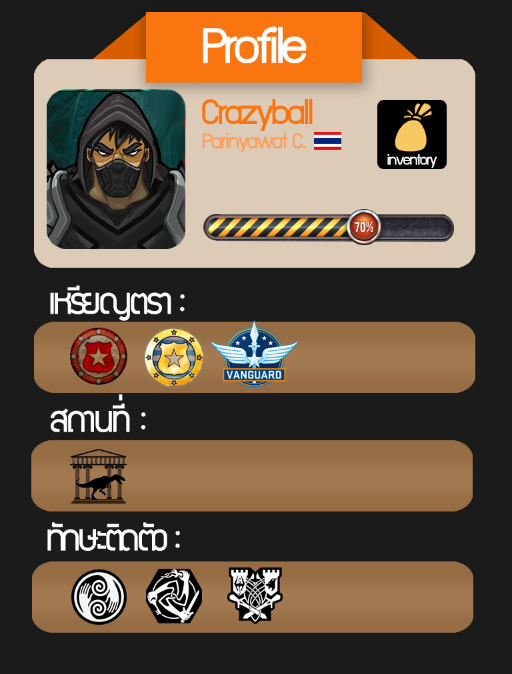 Profile
Crazyball
Parinyawat C.
inventory
70%
เหรียญตรา :
VANGUARD
สถานที่ :
ทักษะติดตัว :